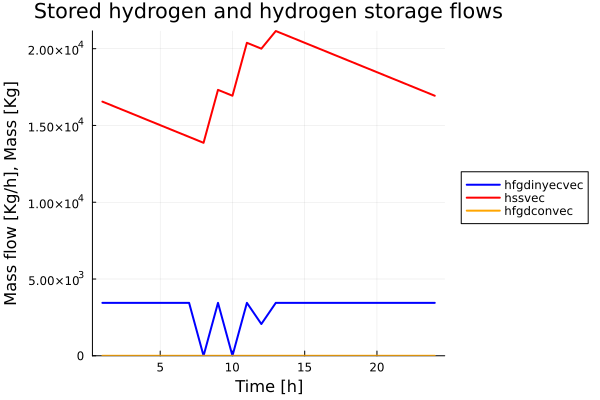 Stored hydrogen and hydrogen storage flows
Mass flow [Kg/h], Mass [Kg]
2.00×10⁴
1.50×10⁴
1.00×10⁴
5.00×10³
0
5 10 15 20
Time [h]
hfgdinyecvec
hssvec
hfgdconvec